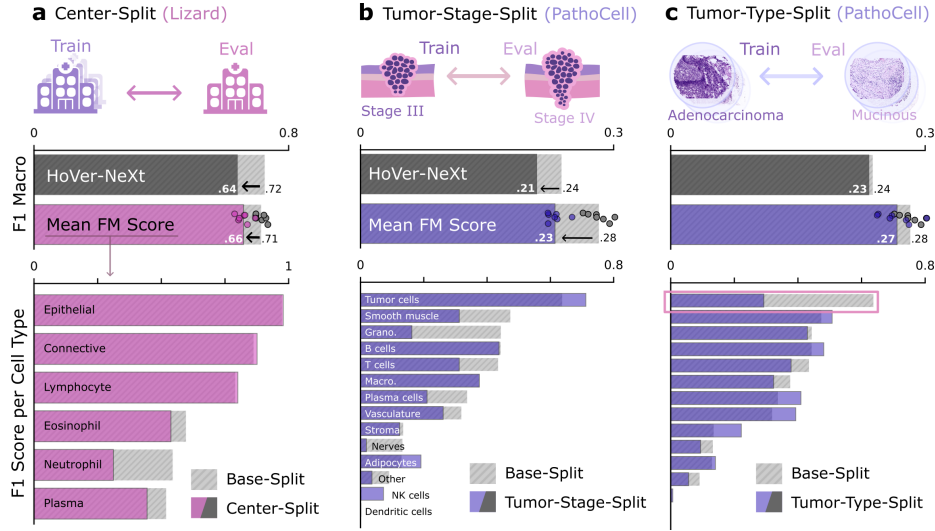 a Center-Split (Lizard)
Train
Eval
0
0.8
F1 Macro
HoVer-NeXt
.64
.72
Mean FM Score
.66
.71
0
1
F1 Score per Cell Type
Epithelial
Connective
Lymphocyte
Eosinophil
Neutrophil
Plasma
Base-Split
Center-Split
b Tumor-Stage-Split (PathoCell)
Train
Eval
Stage III
Stage IV
0
0.3
HoVer-NeXt
.21
.24
Mean FM Score
.23
.28
0
0.8
Tumor cells
Smooth muscle
Grano.
B cells
T cells
Macro.
Plasma cells
Vasculature
Stroma
Nerves
Adipocytes
Other
NK cells
Dendritic cells
Base-Split
Tumor-Stage-Split
c Tumor-Type-Split (PathoCell)
Train
Eval
Adenocarcinoma
Mucinous
0
0.3
.23
.24
.27
.28
0
0.8
Base-Split
Tumor-Type-Split